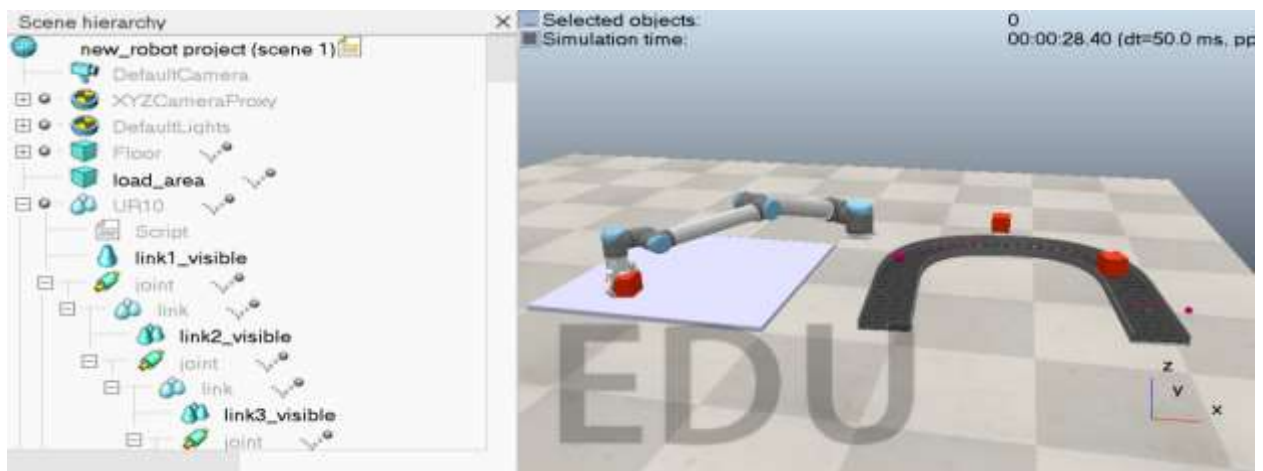 Scene hierarchy
new_robot project (scene 1)
DefaultCamera
XYZCameraProxy
DefaultLights
Floor
load_area
UR10
Script
link1_visible
joint
link
link2_visible
joint
link
link3_visible
joint
Selected objects: 0
Simulation time: 00:00:28.40 (dt=50.0 ms, pp
EDU
z
y
x